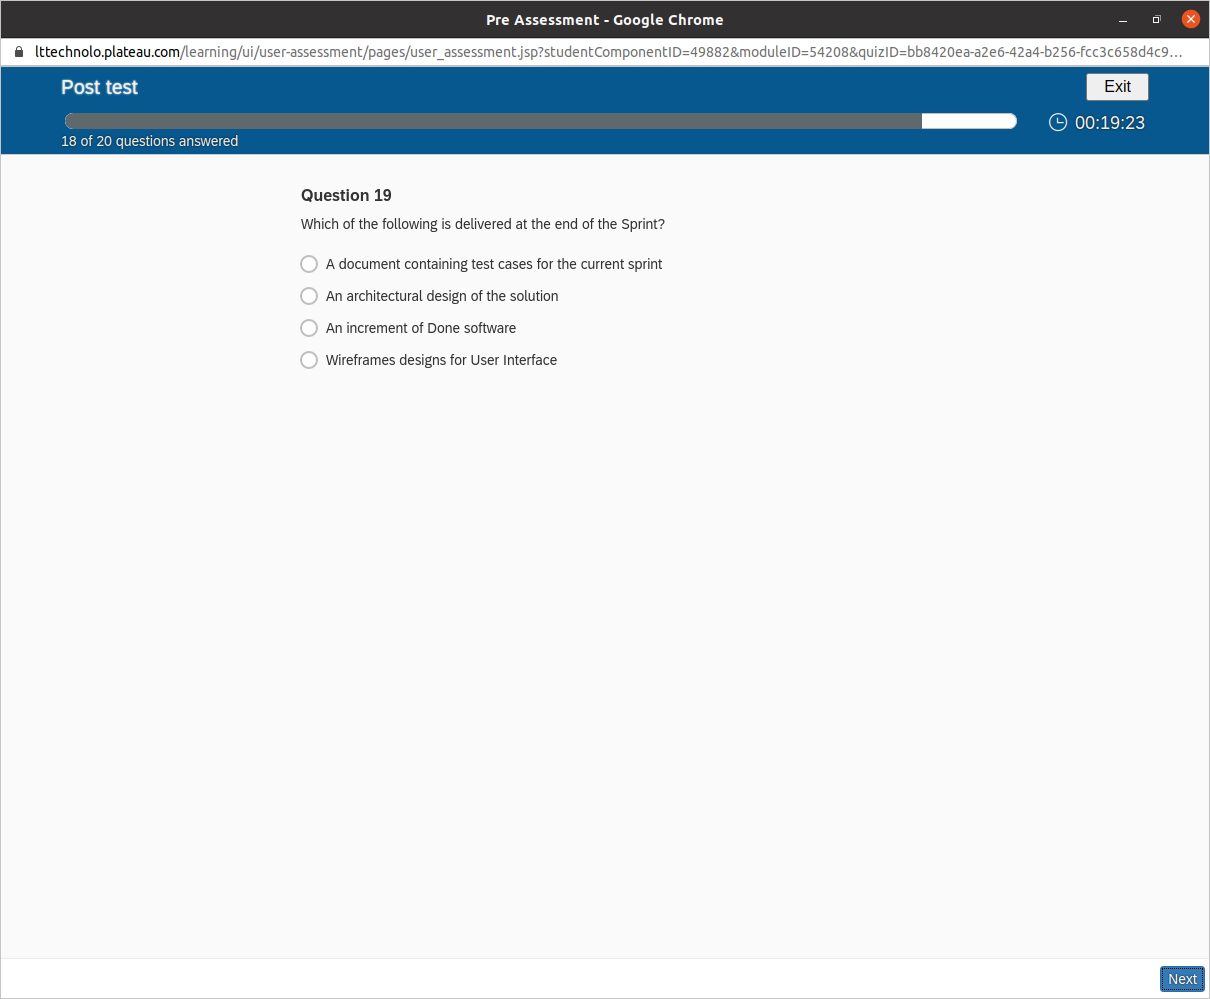 Pre Assessment - Google Chrome
lttechnolo.plateau.com/learning/ui/user-assessment/pages/user_assessment.jsp?studentComponentID=49882&moduleID=54208&quizID=bb8420ea-a2e6-42a4-b256-fcc3c658d4c9...
Post test
Exit
00:19:23
18 of 20 questions answered
Question 19
Which of the following is delivered at the end of the Sprint?
A document containing test cases for the current sprint
An architectural design of the solution
An increment of Done software
Wireframes designs for User Interface
Next